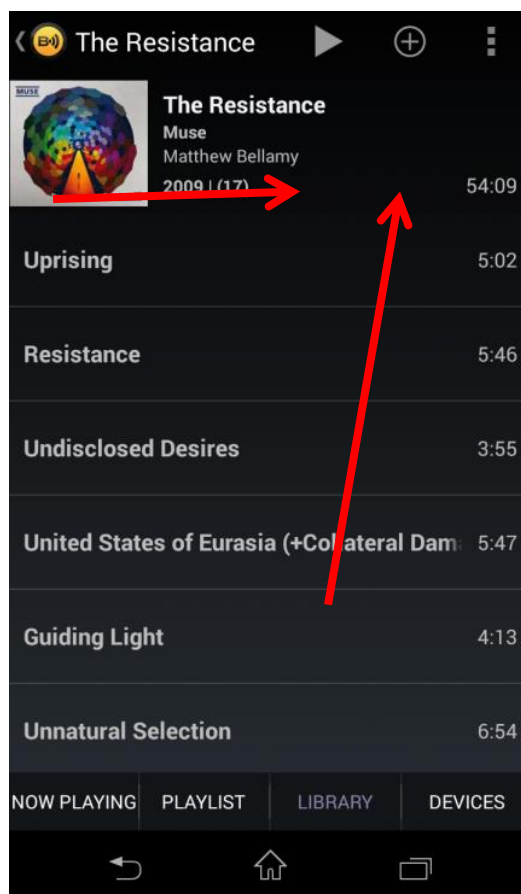 The Resistance
MUSE
The Resistance
Muse
Matthew Bellamy
2009 | (17)
54:09
Uprising 5:02
Resistance 5:46
Undisclosed Desires 3:55
United States of Eurasia (+Collateral Dam 5:47
Guiding Light 4:13
Unnatural Selection 6:54
NOW PLAYING PLAYLIST LIBRARY DEVICES